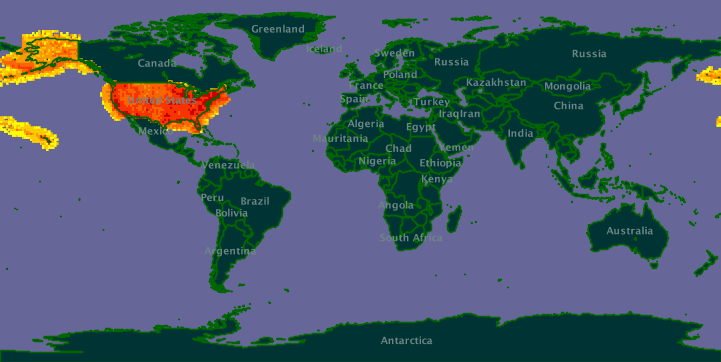 Greenland
Iceland
Sweden
Russia
Russia
Canada
Poland
France
Kazakhstan
Mongolia
United States
Spain
Turkey
China
Iraq
Iran
Mexico
Algeria
Egypt
India
Mauritania
Chad
Yemen
Nigeria
Ethiopia
Venezuela
Kenya
Peru
Brazil
Angola
Bolivia
Australia
South Africa
Argentina
Antarctica